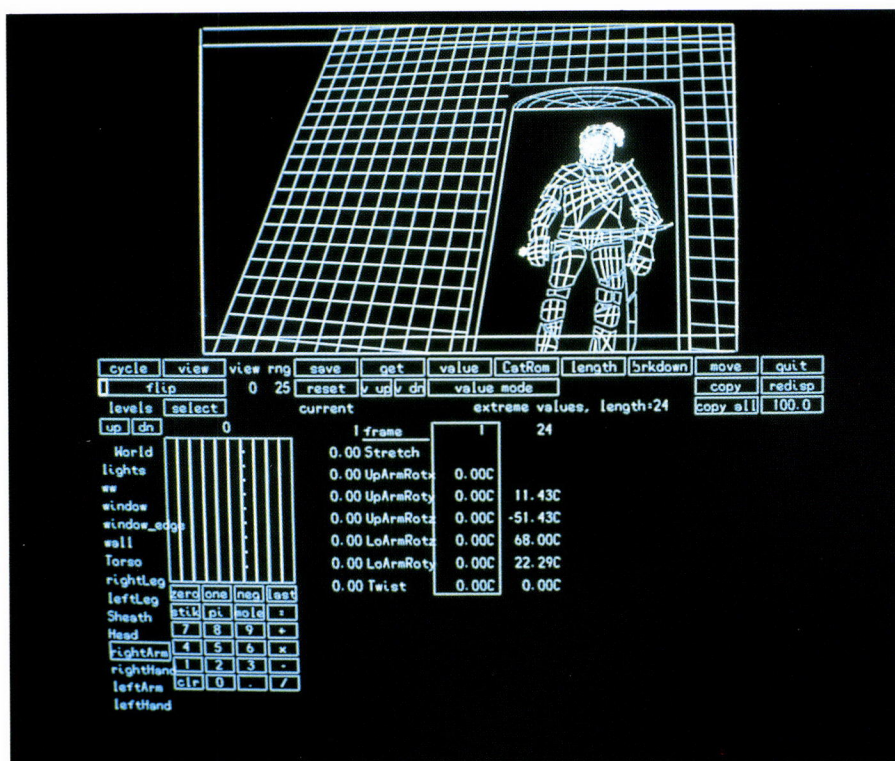 cycle view view rng save get value CatRom length brkdown move quit
flip 0 25 reset v up v dn value mode copy redisp
levels select current extreme values, length=24 copy all 100.0
up dn 0 1 frame 1 24
World 0.00 Stretch
lights 0.00 UpArmRotx 0.00C
ww 0.00 UpArmRoty 0.00C 11.43C
window 0.00 UpArmRotz 0.00C -51.43C
window_edge 0.00 LoArmRotz 0.00C 68.00C
wall 0.00 LoArmRoty 0.00C 22.29C
Torso 0.00 Twist 0.00C 0.00C
rightLeg
leftLeg zero one neg last
Sheath stik pi mole =
Head 7 8 9 +
rightArm 4 5 6 x
rightHand 1 2 3 -
leftArm clr 0 . /
leftHand